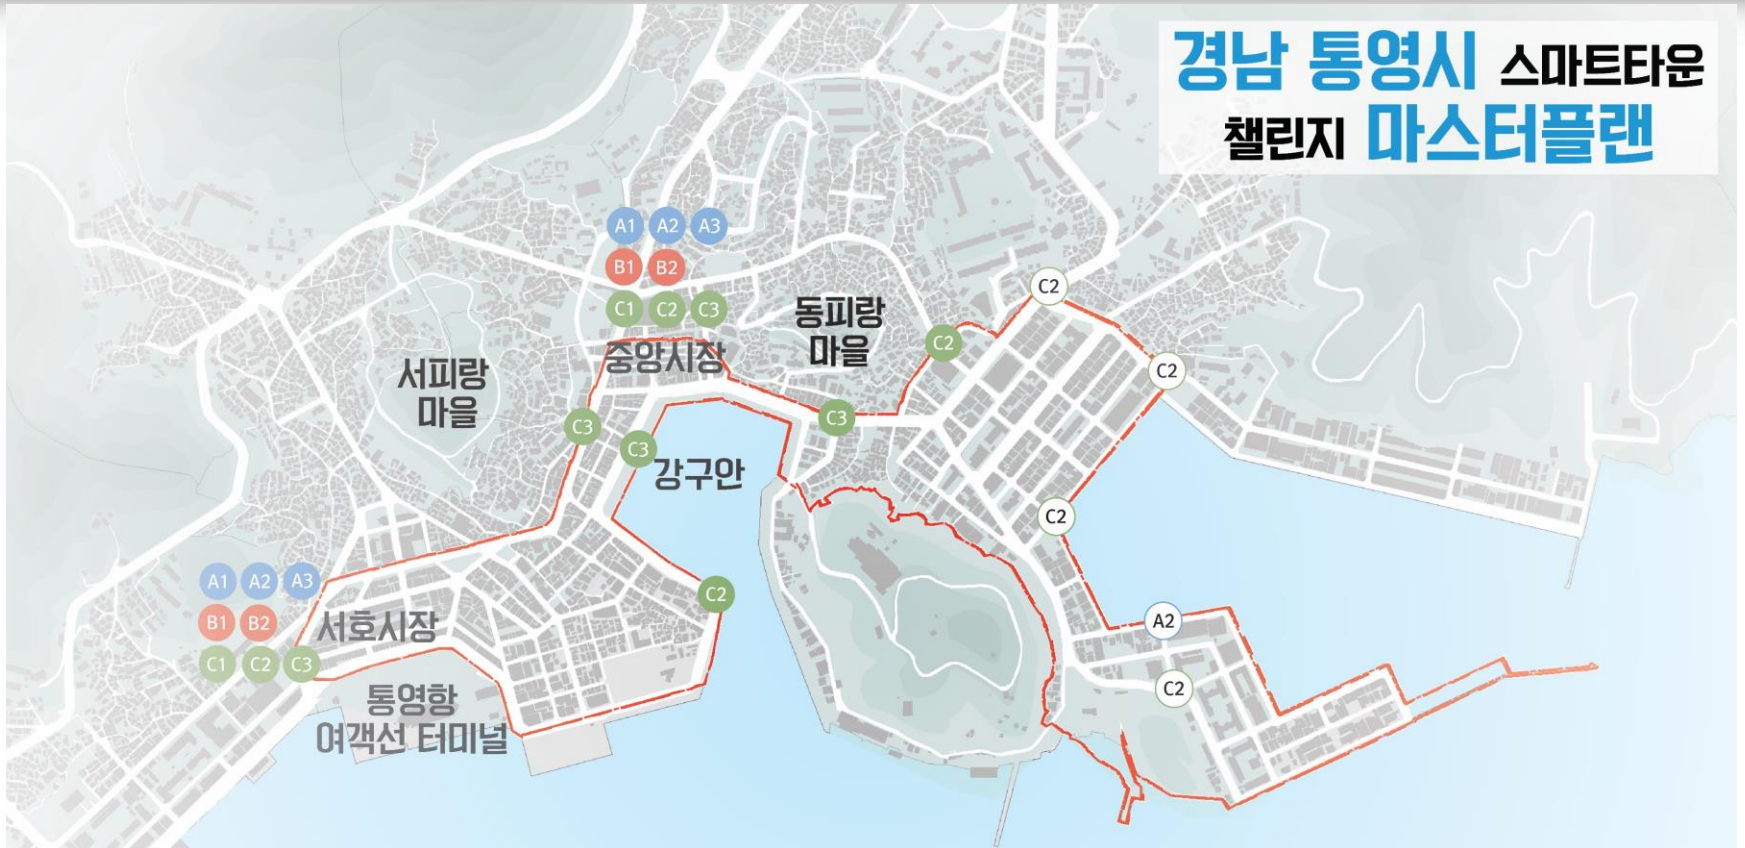 경남 통영시 스마트타운
챌린지 마스터플랜
A1 A2 A3
B1 B2
C1 C2 C3
중앙시장
동피랑
마을
서피랑
마을
C2
C2
C2
C3
C3
C3
강구안
C2
C2
A1 A2 A3
B1 B2
C1 C2 C3
서호시장
A2
C2
통영항
여객선 터미널